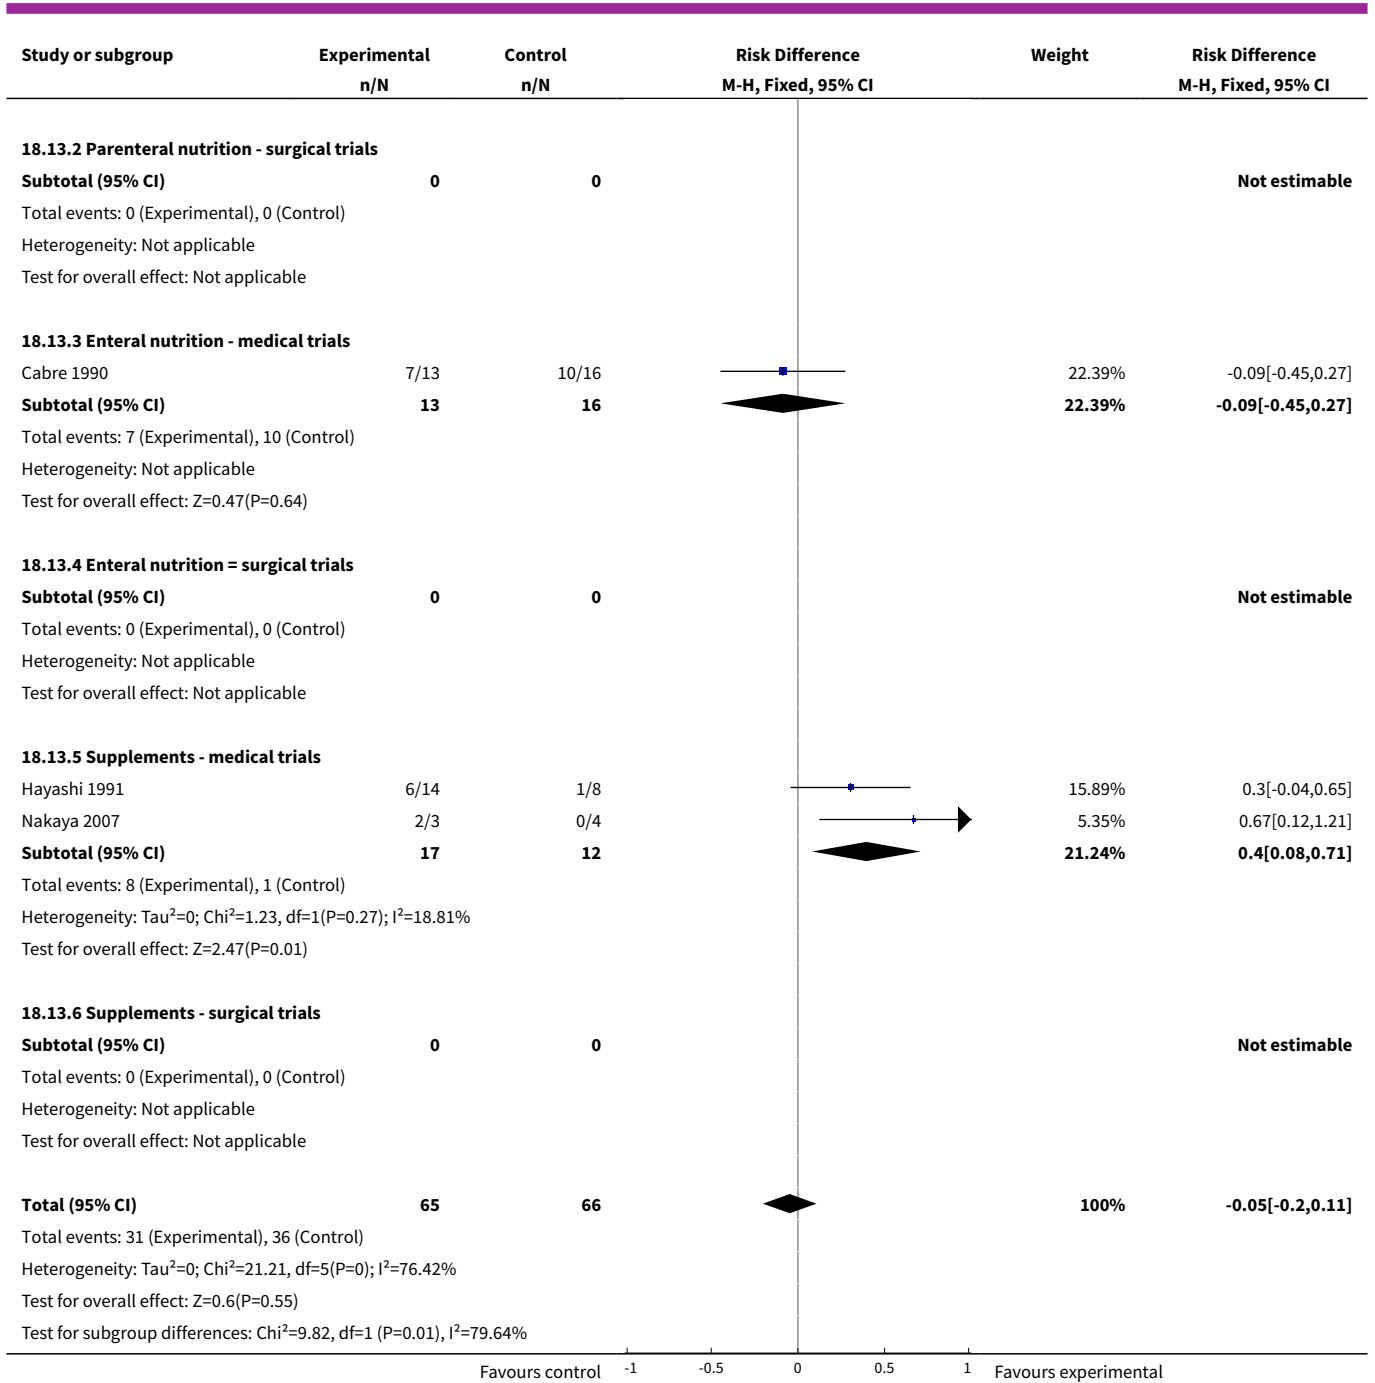 Study or subgroup Experimental Control Risk Difference Weight Risk Difference
n/N n/N M-H, Fixed, 95% CI M-H, Fixed, 95% CI
18.13.2 Parenteral nutrition - surgical trials
Subtotal (95% CI) 0 0 Not estimable
Total events: 0 (Experimental), 0 (Control)
Heterogeneity: Not applicable
Test for overall effect: Not applicable
18.13.3 Enteral nutrition - medical trials
Cabre 1990 7/13 10/16 22.39% -0.09[-0.45,0.27]
Subtotal (95% CI) 13 16 22.39% -0.09[-0.45,0.27]
Total events: 7 (Experimental), 10 (Control)
Heterogeneity: Not applicable
Test for overall effect: Z=0.47(P=0.64)
18.13.4 Enteral nutrition = surgical trials
Subtotal (95% CI) 0 0 Not estimable
Total events: 0 (Experimental), 0 (Control)
Heterogeneity: Not applicable
Test for overall effect: Not applicable
18.13.5 Supplements - medical trials
Hayashi 1991 6/14 1/8 15.89% 0.3[-0.04,0.65]
Nakaya 2007 2/3 0/4 5.35% 0.67[0.12,1.21]
Subtotal (95% CI) 17 12 21.24% 0.4[0.08,0.71]
Total events: 8 (Experimental), 1 (Control)
Heterogeneity: Tau²=0; Chi²=1.23, df=1(P=0.27); I²=18.81%
Test for overall effect: Z=2.47(P=0.01)
18.13.6 Supplements - surgical trials
Subtotal (95% CI) 0 0 Not estimable
Total events: 0 (Experimental), 0 (Control)
Heterogeneity: Not applicable
Test for overall effect: Not applicable
Total (95% CI) 65 66 100% -0.05[-0.2,0.11]
Total events: 31 (Experimental), 36 (Control)
Heterogeneity: Tau²=0; Chi²=21.21, df=5(P=0); I²=76.42%
Test for overall effect: Z=0.6(P=0.55)
Test for subgroup differences: Chi²=9.82, df=1 (P=0.01), I²=79.64%
Favours control -1 -0.5 0 0.5 1 Favours experimental